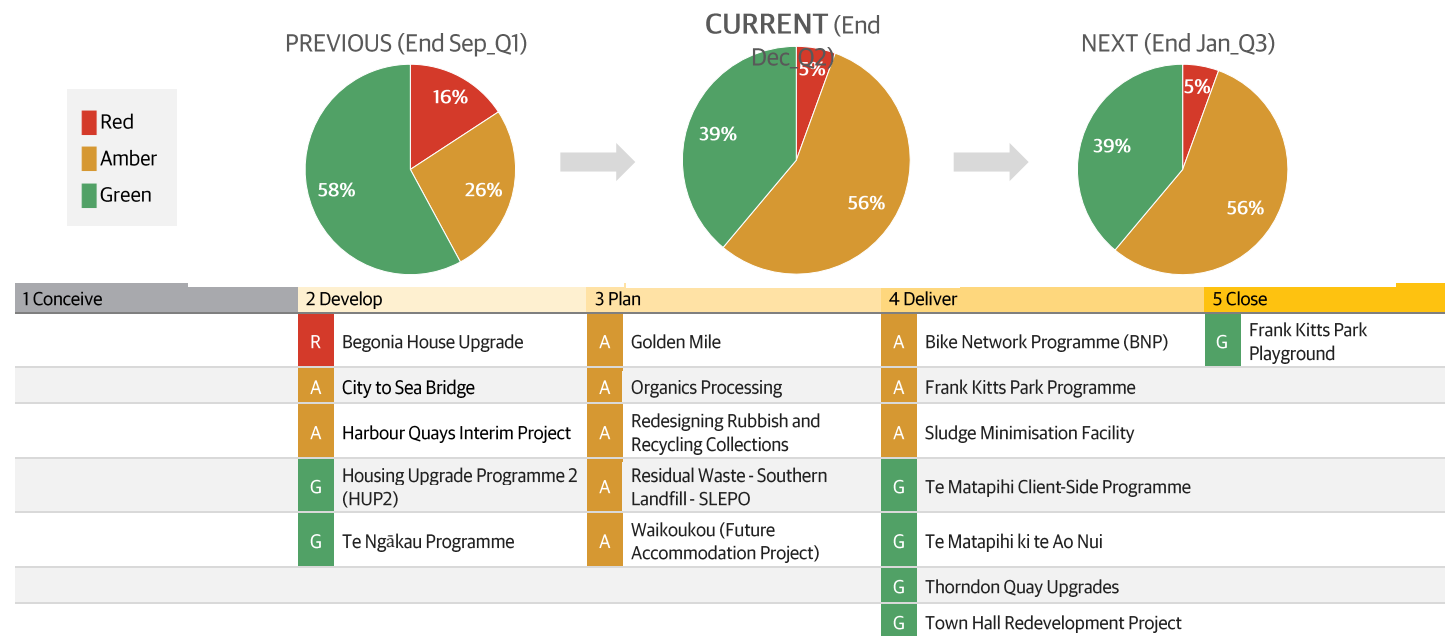 PREVIOUS (End Sep_Q1)
CURRENT (End
Dec_Q2)
NEXT (End Jan_Q3)
Red
Amber
Green
16%
26%
58%
5%
56%
39%
5%
56%
39%
1 Conceive
2 Develop
3 Plan
4 Deliver
5 Close
R Begonia House Upgrade
A Golden Mile
A Bike Network Programme (BNP)
G Frank Kitts Park
Playground
A City to Sea Bridge
A Organics Processing
A Frank Kitts Park Programme
A Harbour Quays Interim Project
A Redesigning Rubbish and
Recycling Collections
A Sludge Minimisation Facility
G Housing Upgrade Programme 2
(HUP2)
A Residual Waste - Southern
Landfill - SLEPO
G Te Matapihi Client-Side Programme
G Te Ngākau Programme
A Waikoukou (Future
Accommodation Project)
G Te Matapihi ki te Ao Nui
G Thorndon Quay Upgrades
G Town Hall Redevelopment Project